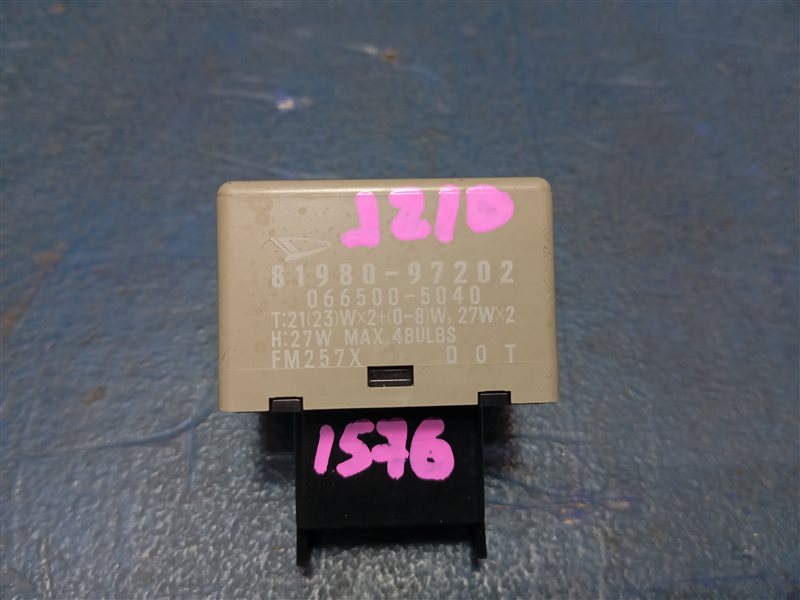 J210
81980-97202
066500-5040
T:21(23)W×2+(0-8)W, 27W×2
H:27W MAX.4BULBS
FM257X DOT
1576